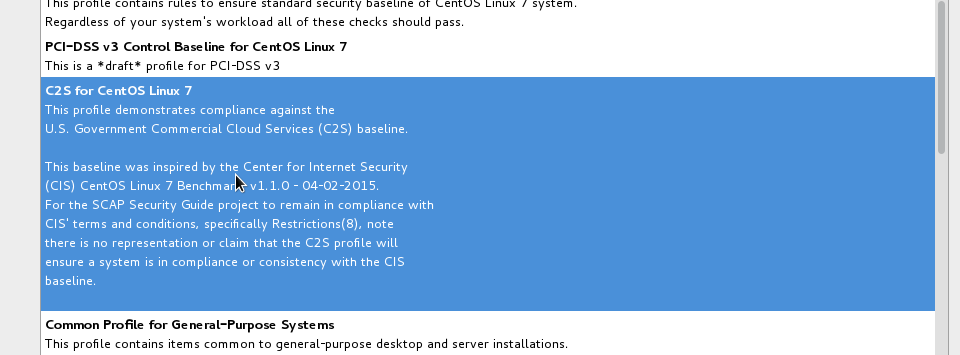 This profile contains rules to ensure standard security baseline of CentOS Linux 7 system.
Regardless of your system's workload all of these checks should pass.
PCI-DSS v3 Control Baseline for CentOS Linux 7
This is a *draft* profile for PCI-DSS v3
C2S for CentOS Linux 7
This profile demonstrates compliance against the
U.S. Government Commercial Cloud Services (C2S) baseline.
This baseline was inspired by the Center for Internet Security
(CIS) CentOS Linux 7 Benchmark v1.1.0 - 04-02-2015.
For the SCAP Security Guide project to remain in compliance with
CIS' terms and conditions, specifically Restrictions(8), note
there is no representation or claim that the C2S profile will
ensure a system is in compliance or consistency with the CIS
baseline.
Common Profile for General-Purpose Systems
This profile contains items common to general-purpose desktop and server installations.